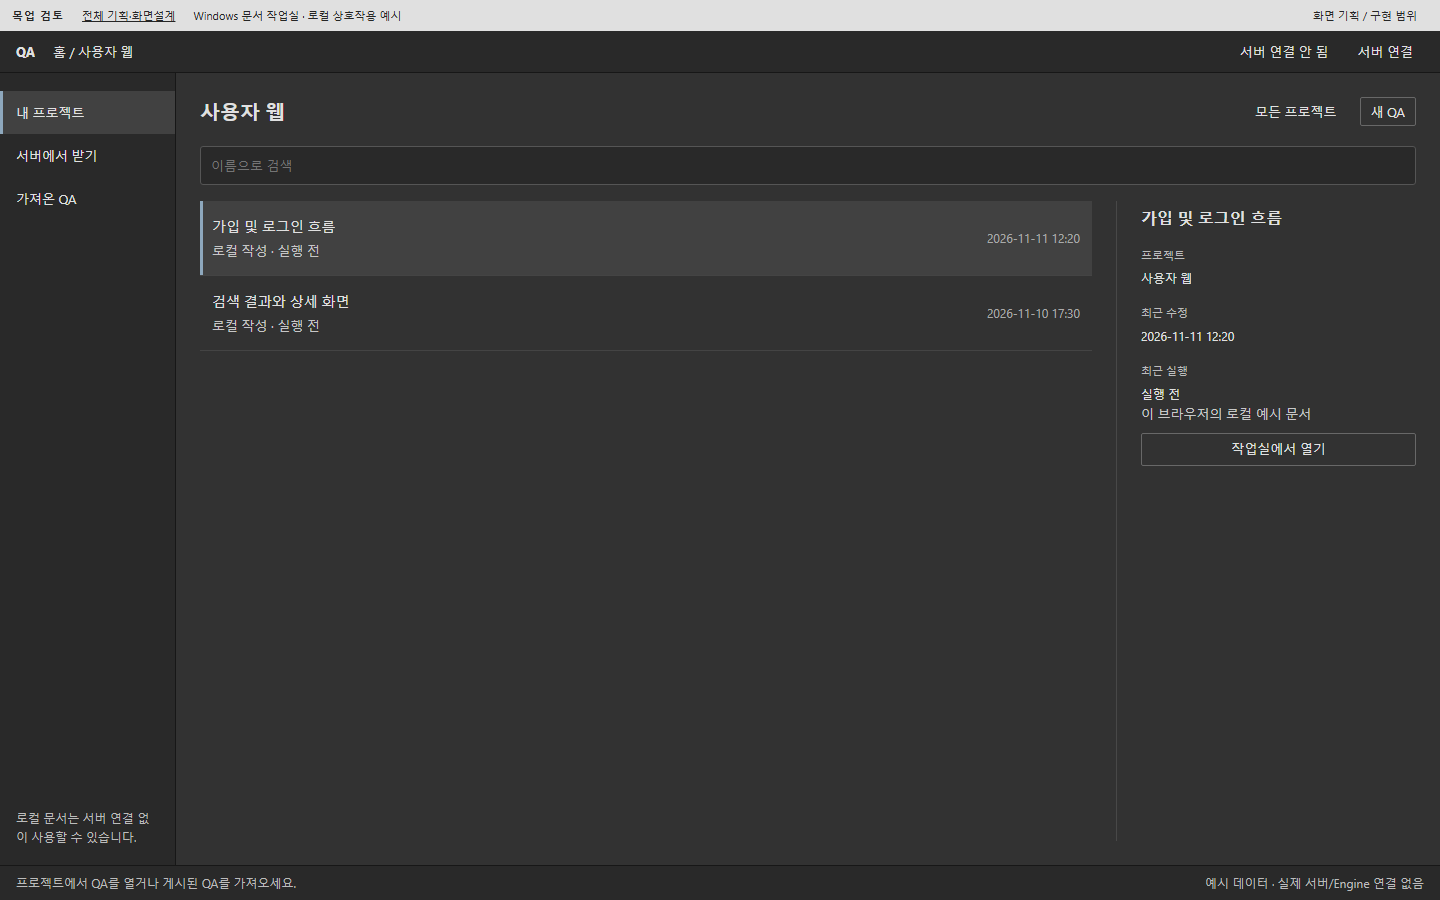 목업 검토 전체 기획·화면설계 Windows 문서 작업실 · 로컬 상호작용 예시 화면 기획 / 구현 범위
QA 홈 / 사용자 웹 서버 연결 안 됨 서버 연결
내 프로젝트
서버에서 받기
가져온 QA
로컬 문서는 서버 연결 없
이 사용할 수 있습니다.
사용자 웹 모든 프로젝트 새 QA
이름으로 검색
가입 및 로그인 흐름
로컬 작성 · 실행 전
2026-11-11 12:20
검색 결과와 상세 화면
로컬 작성 · 실행 전
2026-11-10 17:30
가입 및 로그인 흐름
프로젝트
사용자 웹
최근 수정
2026-11-11 12:20
최근 실행
실행 전
이 브라우저의 로컬 예시 문서
작업실에서 열기
프로젝트에서 QA를 열거나 게시된 QA를 가져오세요. 예시 데이터 · 실제 서버/Engine 연결 없음